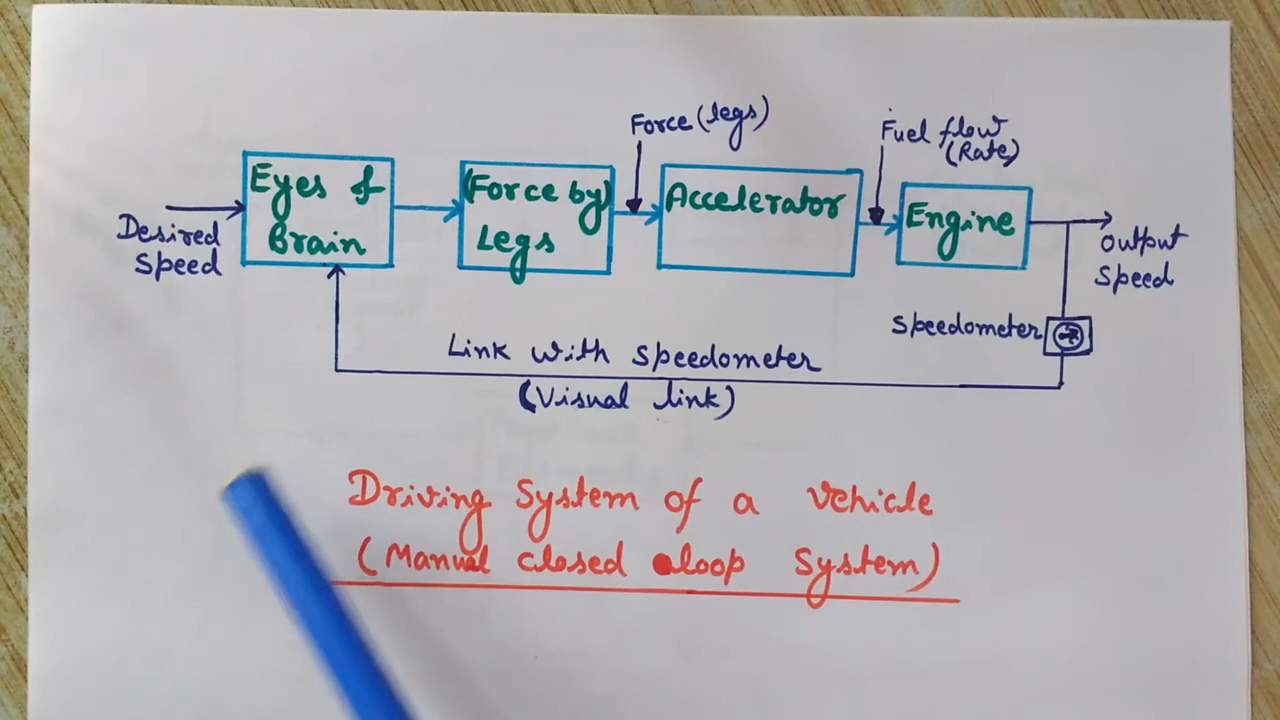 Force (legs)
Fuel flow
(Rate)
Desired
Speed
Eyes &
Brain
(Force by)
Legs
Accelerator
Engine
Output
Speed
Speedometer
Link with speedometer
(Visual link)
Driving System of a vehicle
(Manual closed loop System)